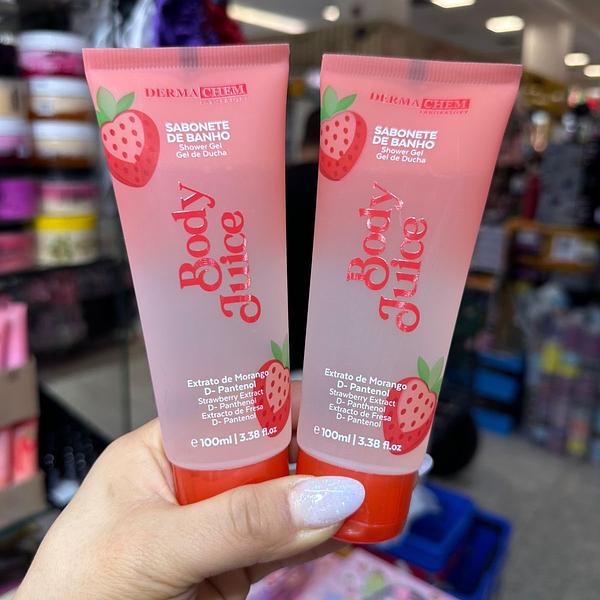 DERMACHEM
LABORATORY
SABONETE
DE BANHO
Shower Gel
Gel de Ducha
Body
Juice
Extrato de Morango
D- Pantenol
Strawberry Extract
D- Panthenol
Extracto de Fresa
D- Pantenol
e 100ml | 3.38 fl.oz
DERMACHEM
LABORATORY
SABONETE
DE BANHO
Shower Gel
Gel de Ducha
Body
Juice
Extrato de Morango
D- Pantenol
Strawberry Extract
D- Panthenol
Extracto de Fresa
D- Pantenol
e 100ml | 3.38 fl.oz